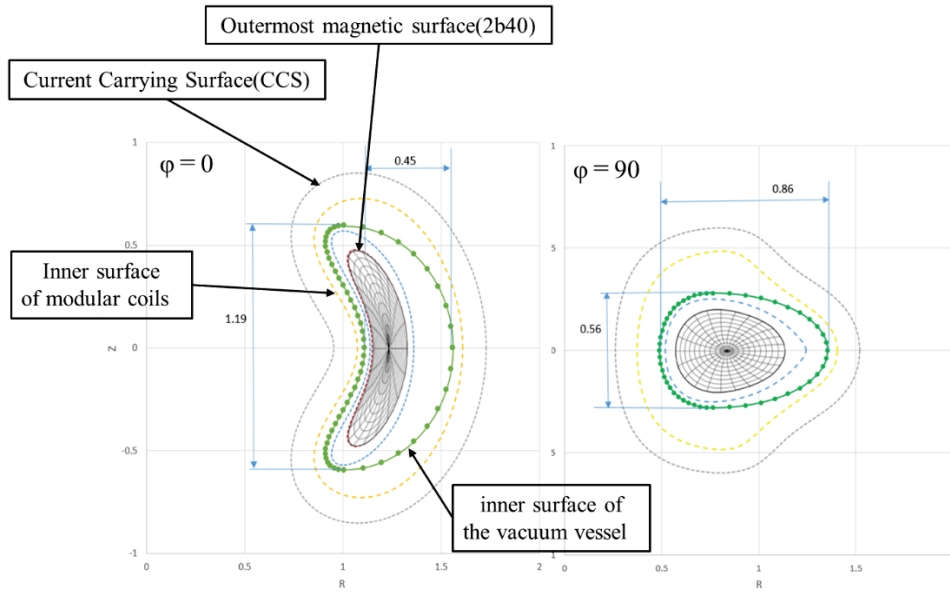 Outermost magnetic surface(2b40)
Current Carrying Surface(CCS)
φ = 0
0.45
φ = 90
0.86
Inner surface
of modular coils
1.19
0.56
inner surface of
the vacuum vessel
1
0.5
0
-0.5
-1
Z
0
0.5
1
1.5
2
R
1
5
0
5
1
0
0.5
1
1.5
R